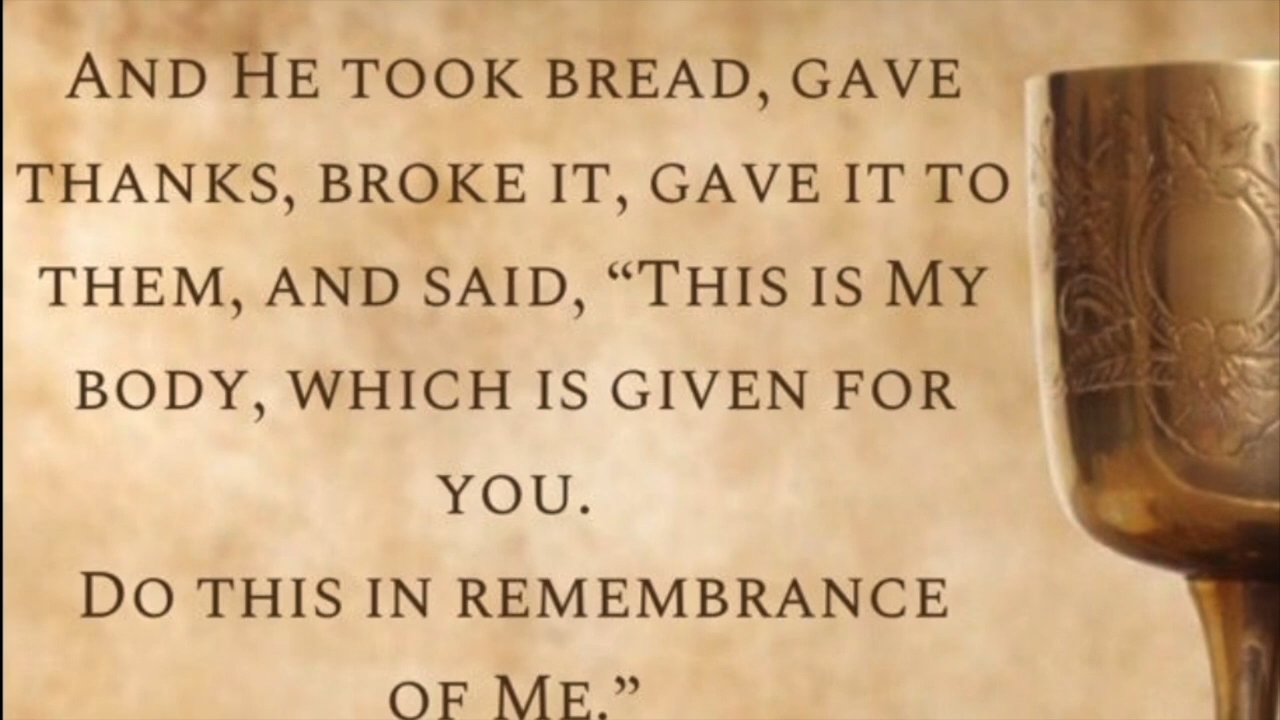 And He took bread, gave
thanks, broke it, gave it to
them, and said, “This is My
body, which is given for
you.
Do this in remembrance
of Me.”